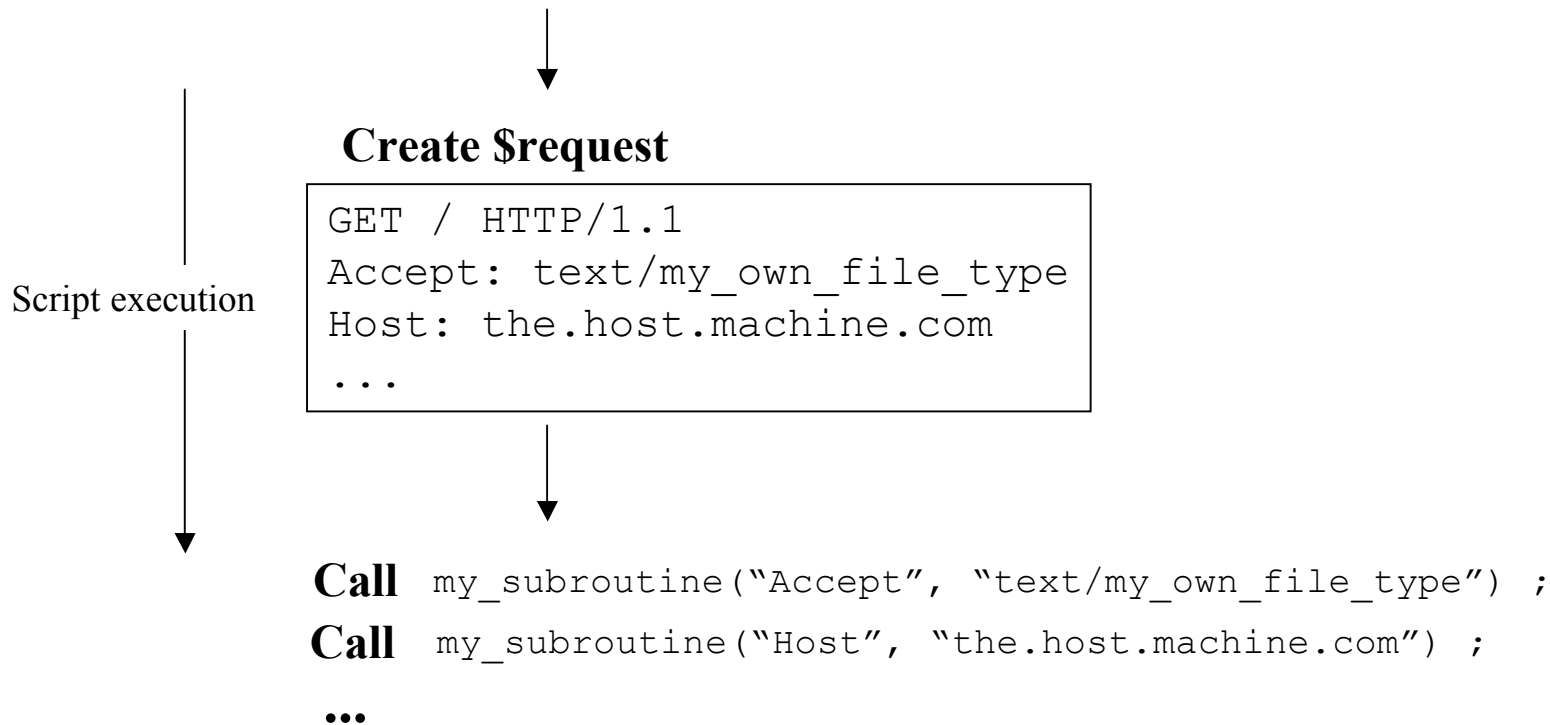 Create $request
GET / HTTP/1.1
Accept: text/my_own_file_type
Host: the.host.machine.com
...
Script execution
Call my_subroutine(“Accept”, “text/my_own_file_type”) ;
Call my_subroutine(“Host”, “the.host.machine.com”) ;
...